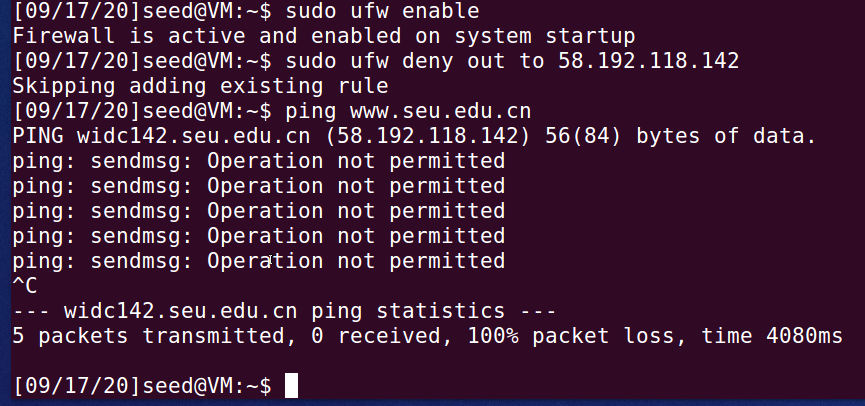 [09/17/20]seed@VM:~$ sudo ufw enable
Firewall is active and enabled on system startup
[09/17/20]seed@VM:~$ sudo ufw deny out to 58.192.118.142
Skipping adding existing rule
[09/17/20]seed@VM:~$ ping www.seu.edu.cn
PING widc142.seu.edu.cn (58.192.118.142) 56(84) bytes of data.
ping: sendmsg: Operation not permitted
ping: sendmsg: Operation not permitted
ping: sendmsg: Operation not permitted
ping: sendmsg: Operation not permitted
ping: sendmsg: Operation not permitted
^C
--- widc142.seu.edu.cn ping statistics ---
5 packets transmitted, 0 received, 100% packet loss, time 4080ms
[09/17/20]seed@VM:~$